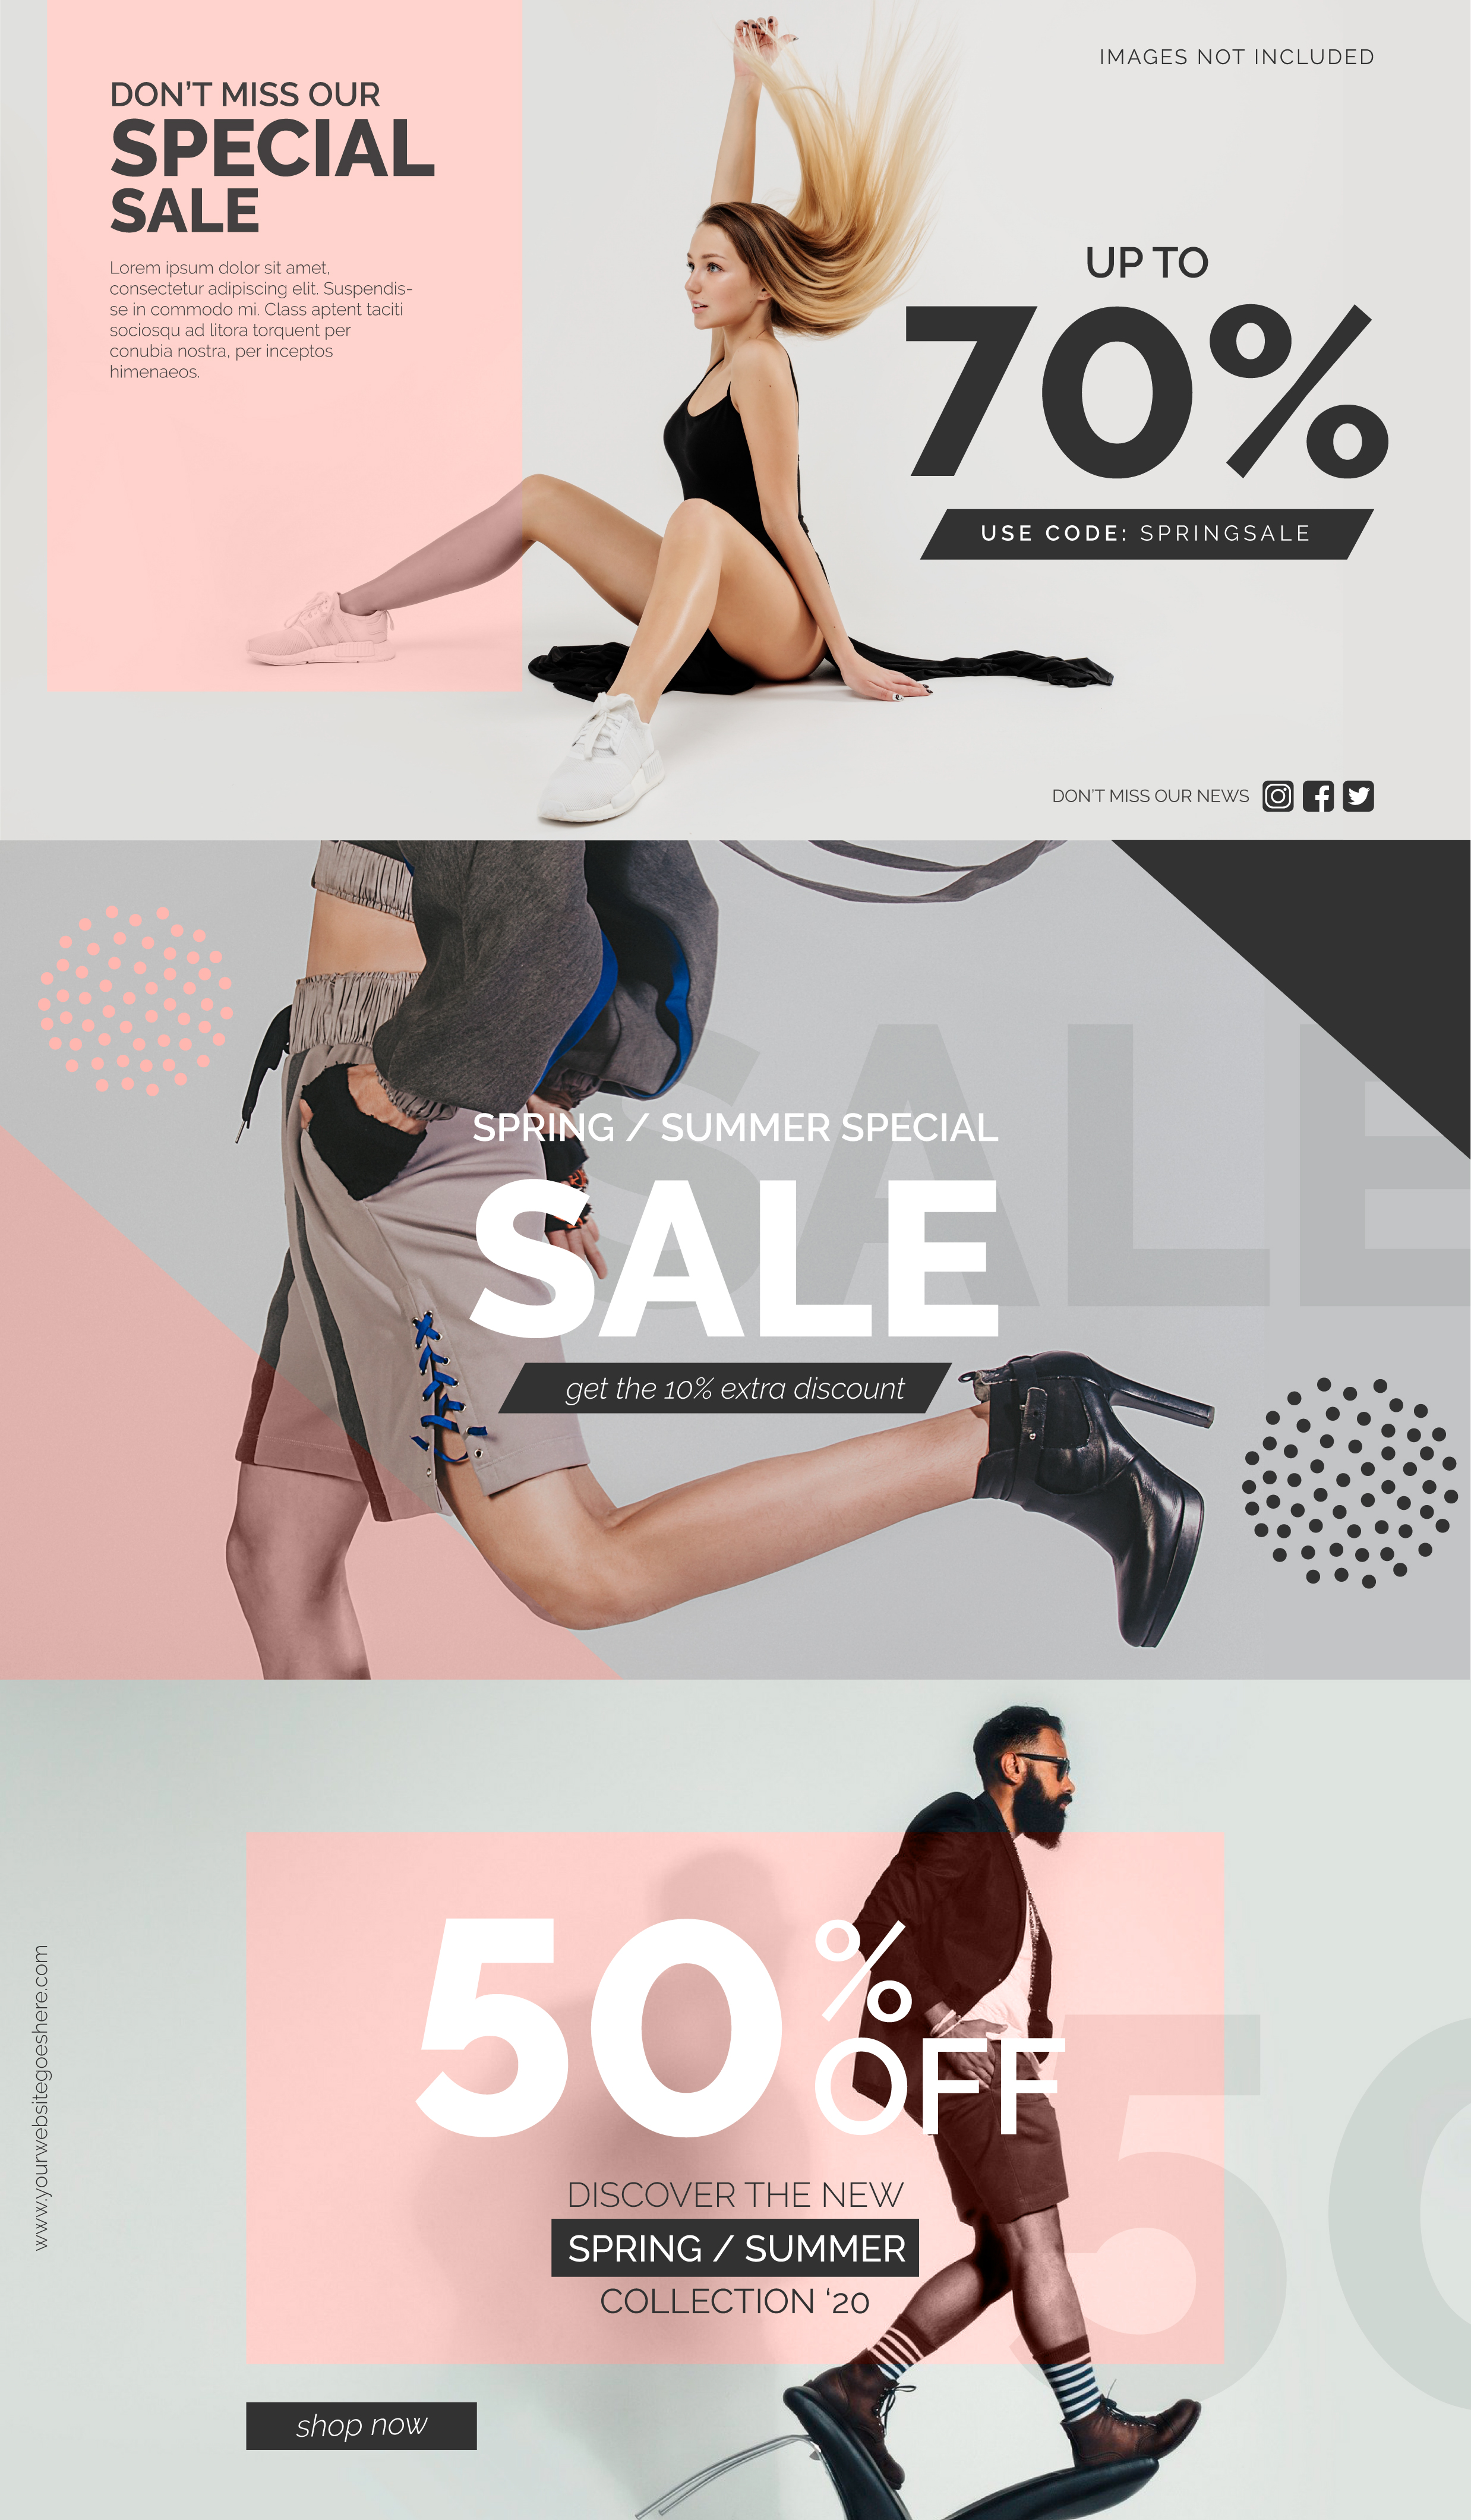 IMAGES NOT INCLUDED
DON'T MISS OUR
SPECIAL
SALE
Lorem ipsum dolor sit amet,
consectetur adipiscing elit. Suspendis-
se in commodo mi. Class aptent taciti
sociosqu ad litora torquent per
conubia nostra, per inceptos
himenaeos.
UP TO
70%
USE CODE: SPRINGSALE
DON'T MISS OUR NEWS
SALE
SPRING / SUMMER SPECIAL
SALE
get the 10% extra discount
50
%
OFF
50
DISCOVER THE NEW
SPRING / SUMMER
COLLECTION ‘20
www.yourwebsitegoeshere.com
shop now